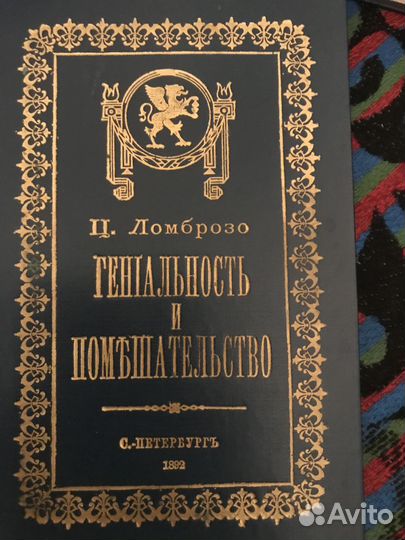 Ц. Ломброзо
ГЕНІАЛЬНОСТЬ
И
ПОМѢШАТЕЛЬСТВО
С.-ПЕТЕРБУРГЪ
1892
Avito